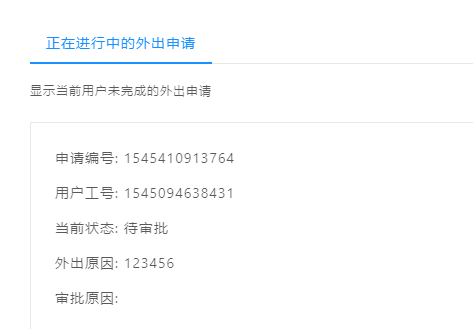 正在进行中的外出申请
显示当前用户未完成的外出申请
申请编号: 1545410913764
用户工号: 1545094638431
当前状态: 待审批
外出原因: 123456
审批原因: